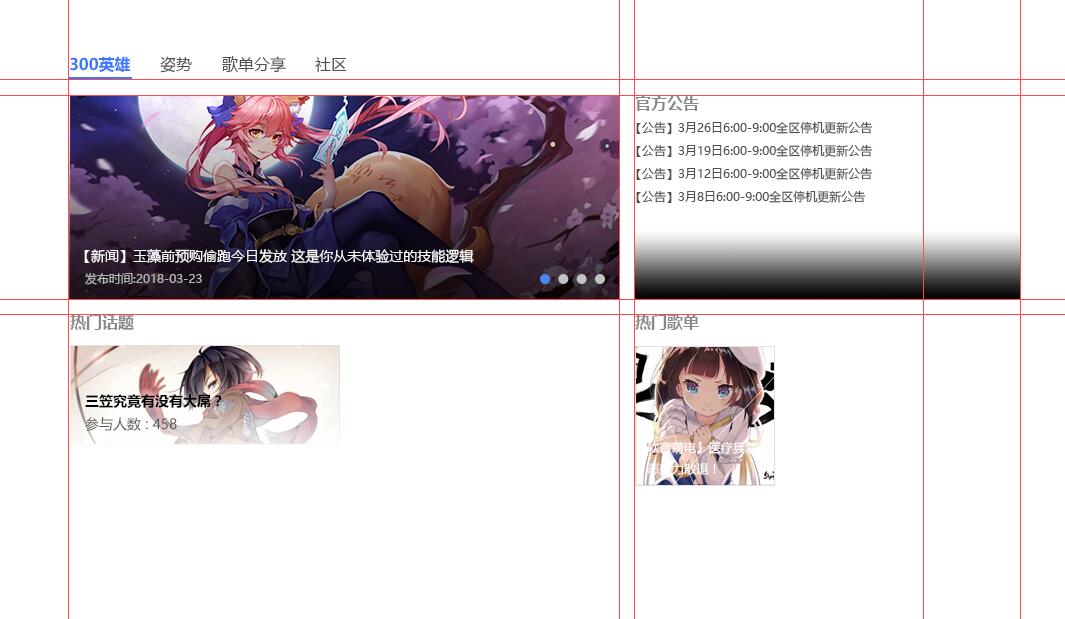 300英雄 姿势 歌单分享 社区
【新闻】玉藻前预购偷跑今日发放 这是你从未体验过的技能逻辑
发布时间:2018-03-23
官方公告
【公告】3月26日6:00-9:00全区停机更新公告
【公告】3月19日6:00-9:00全区停机更新公告
【公告】3月12日6:00-9:00全区停机更新公告
【公告】3月8日6:00-9:00全区停机更新公告
热门话题
三笠究竟有没有大屌？
参与人数 : 458
热门歌单
萌电』医疗兵
力散退！